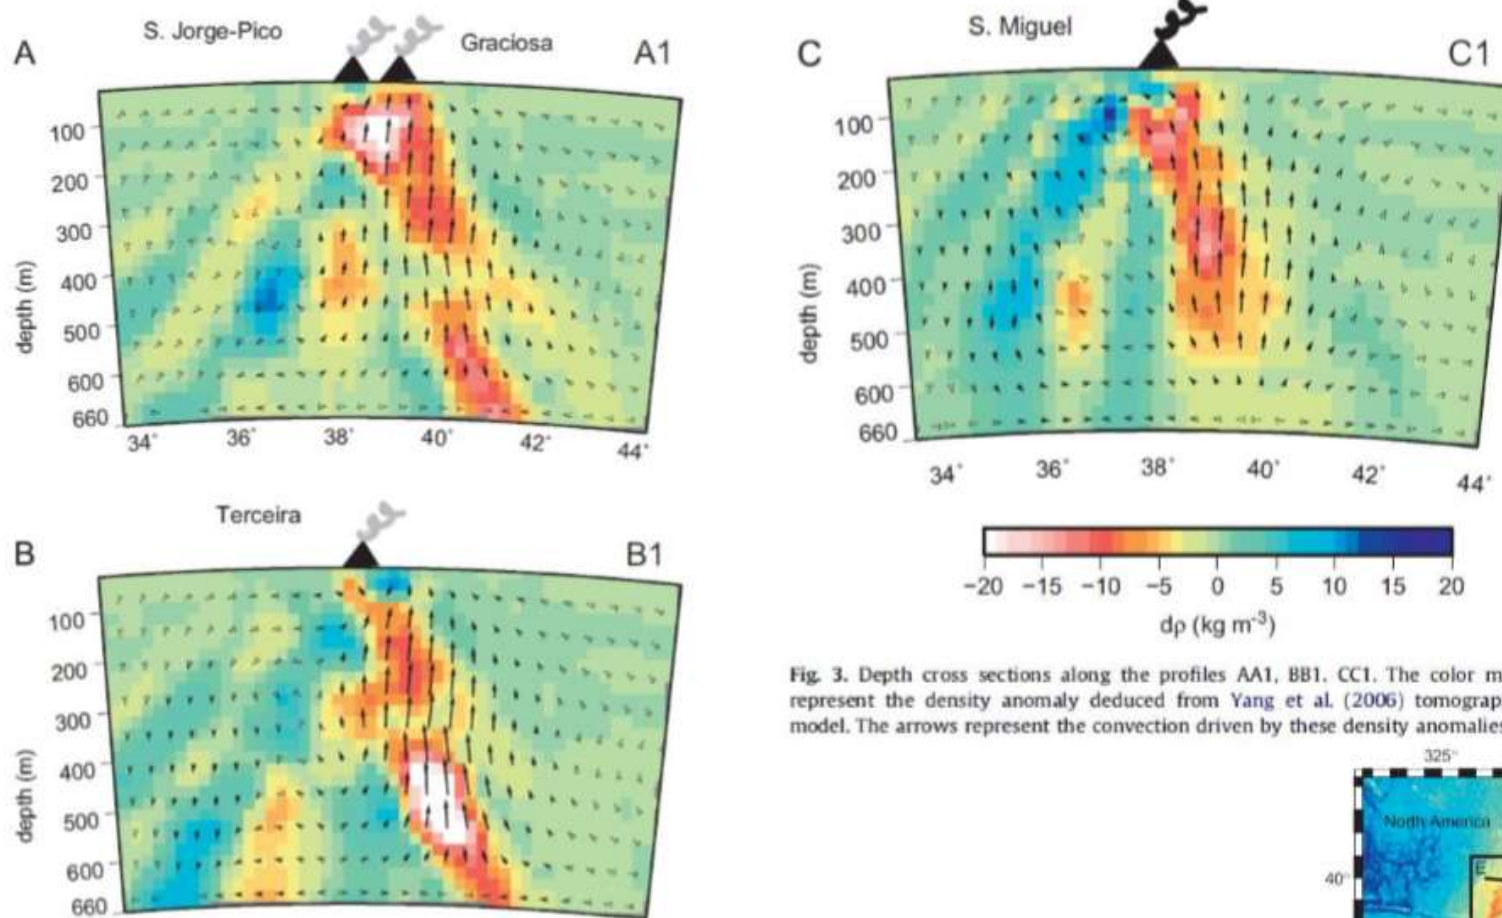 A
S. Jorge-Pico
Graciosa
A1
depth (m)
100
200
300
400
500
600
660
34°
36°
38°
40°
42°
44°
Terceira
B
B1
depth (m)
100
200
300
400
500
600
660
C
S. Miguel
C1
depth (m)
100
200
300
400
500
600
660
34°
36°
38°
40°
42°
44°
−20 −15 −10 −5 0 5 10 15 20
dρ (kg m⁻³)
Fig. 3. Depth cross sections along the profiles AA1, BB1. CC1. The color m
represent the density anomaly deduced from Yang et al. (2006) tomograp
model. The arrows represent the convection driven by these density anomalies
325°
North America
40°
E